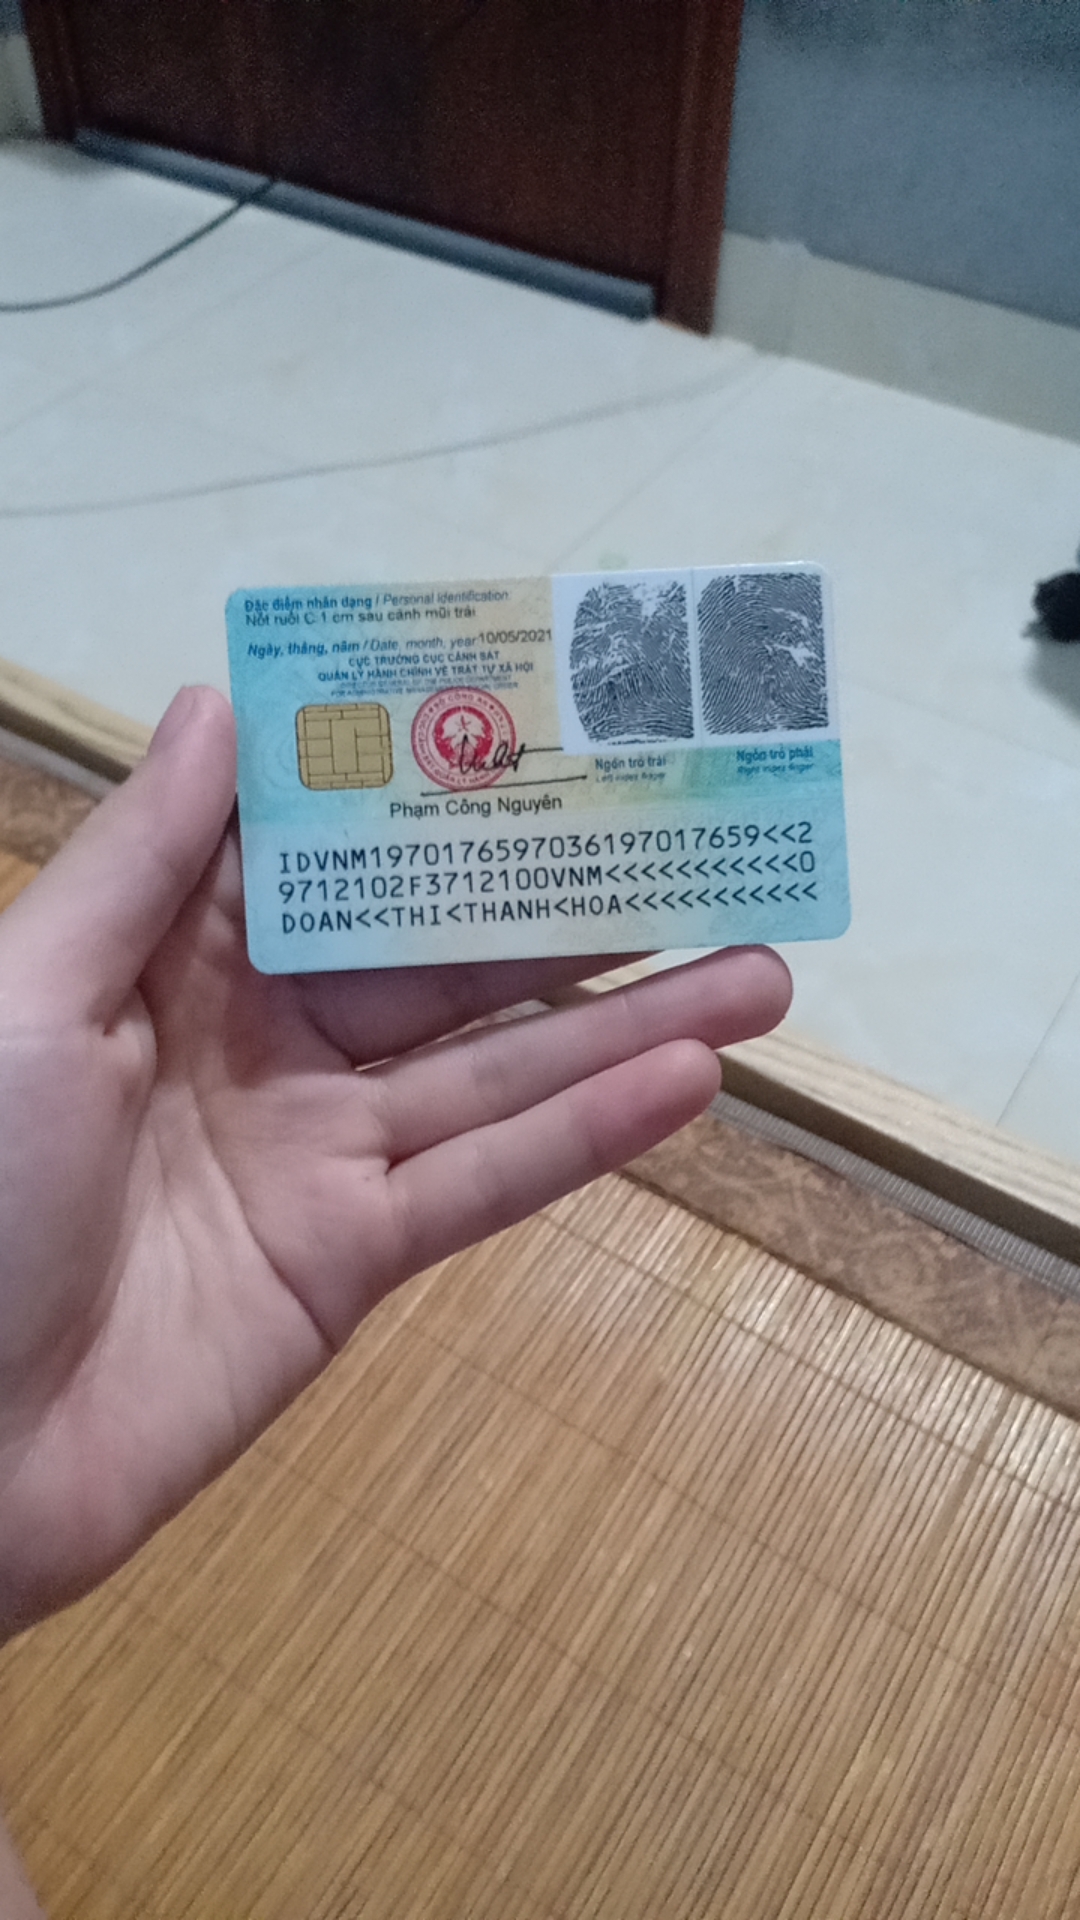 Đặc điểm nhân dạng / Personal identification:
Nốt ruồi C: 1 cm sau cánh mũi trái
Ngày, tháng, năm / Date, month, year 10/05/2021
CỤC TRƯỞNG CỤC CẢNH SÁT
QUẢN LÝ HÀNH CHÍNH VỀ TRẬT TỰ XÃ HỘI
Ngón trỏ trái
Left index finger
Ngón trỏ phải
Right index finger
Phạm Công Nguyên
IDVNM1970176597036197017659<<2
9712102F3712100VNM<<<<<<<<<<<0
DOAN<<THI<THANH<HOA<<<<<<<<<<<